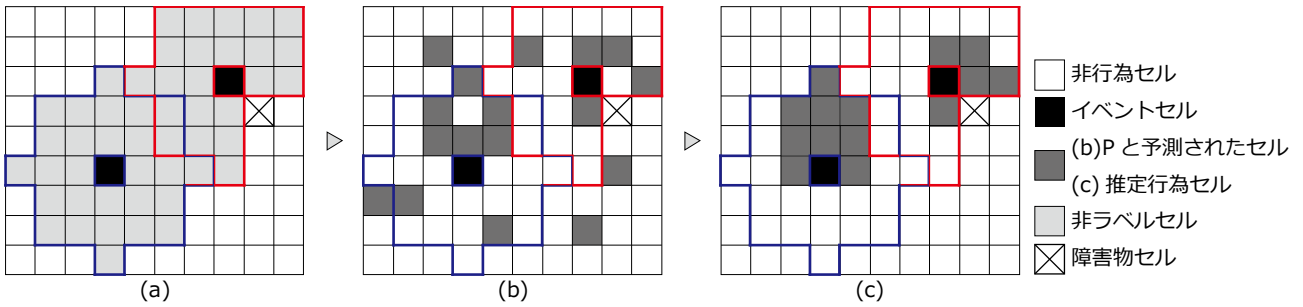 非行為セル
イベントセル
(b)P と予測されたセル
(c) 推定行為セル
非ラベルセル
障害物セル
(a)
(b)
(c)